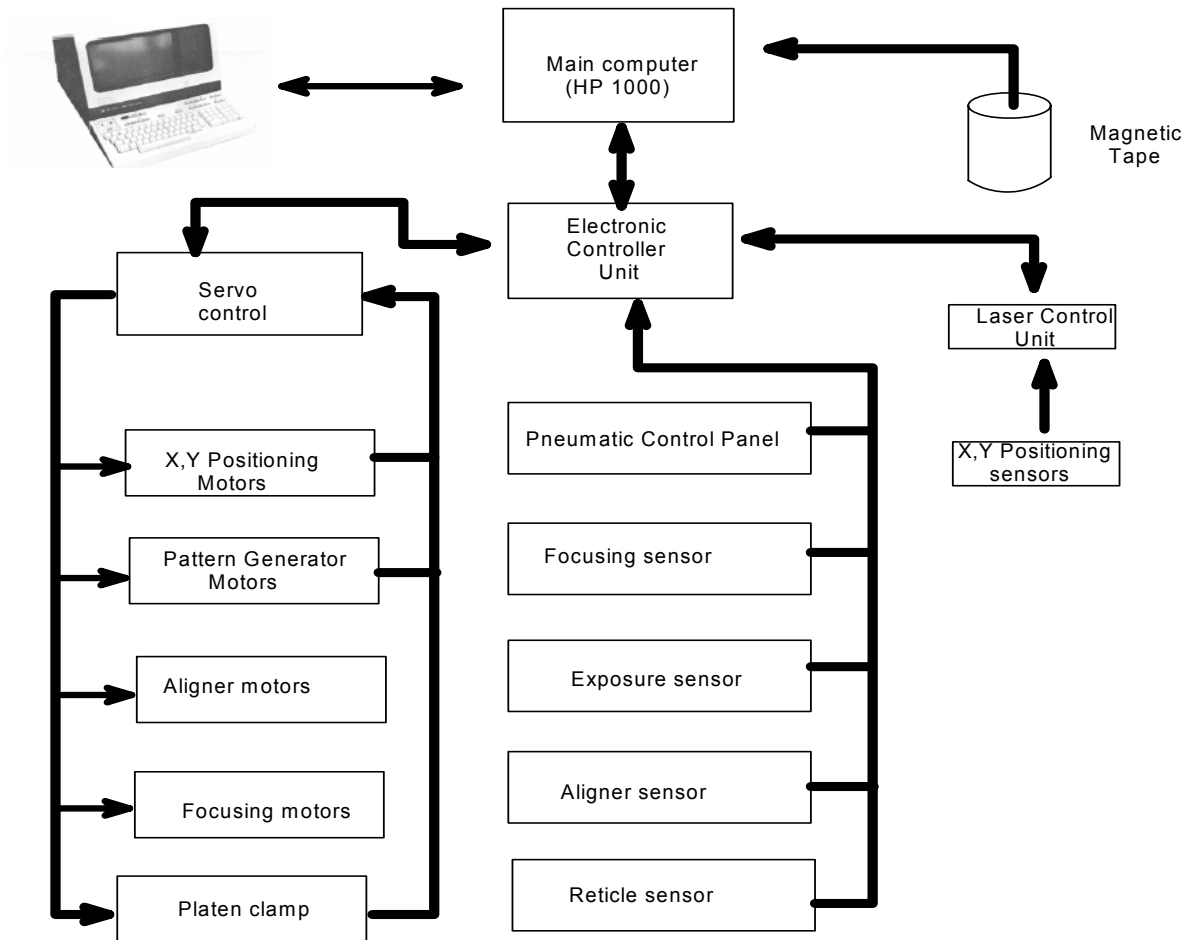 Main computer
(HP 1000)
Magnetic
Tape
Electronic
Controller
Unit
Servo
control
Laser Control
Unit
X,Y Positioning
sensors
X,Y Positioning
Motors
Pattern Generator
Motors
Aligner motors
Focusing motors
Platen clamp
Pneumatic Control Panel
Focusing sensor
Exposure sensor
Aligner sensor
Reticle sensor